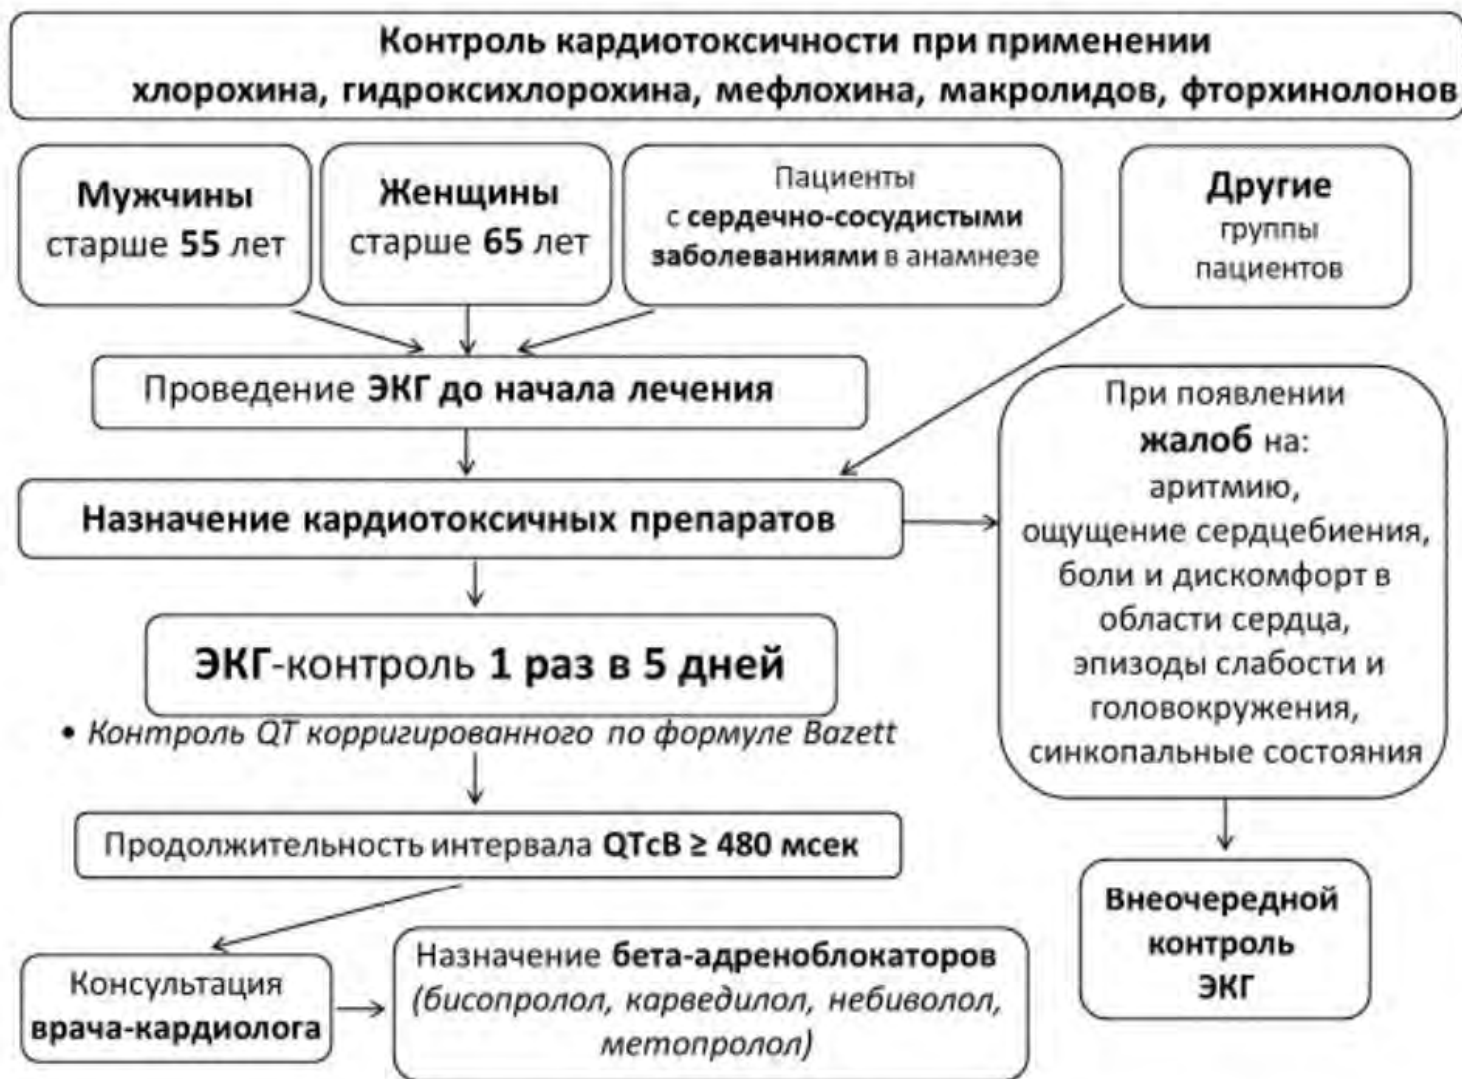 Контроль кардиотоксичности при применении
хлорохина, гидроксихлорохина, мефлохина, макролидов, фторхинолонов
Мужчины
старше 55 лет
Женщины
старше 65 лет
Пациенты
с сердечно-сосудистыми
заболеваниями в анамнезе
Другие
группы
пациентов
Проведение ЭКГ до начала лечения
Назначение кардиотоксичных препаратов
При появлении
жалоб на:
аритмию,
ощущение сердцебиения,
боли и дискомфорт в
области сердца,
эпизоды слабости и
головокружения,
синкопальные состояния
ЭКГ-контроль 1 раз в 5 дней
• Контроль QT корригированного по формуле Bazett
Продолжительность интервала QTcB ≥ 480 мсек
Внеочередной
контроль
ЭКГ
Консультация
врача-кардиолога
Назначение бета-адреноблокаторов
(бисопролол, карведилол, небиволол,
метопролол)